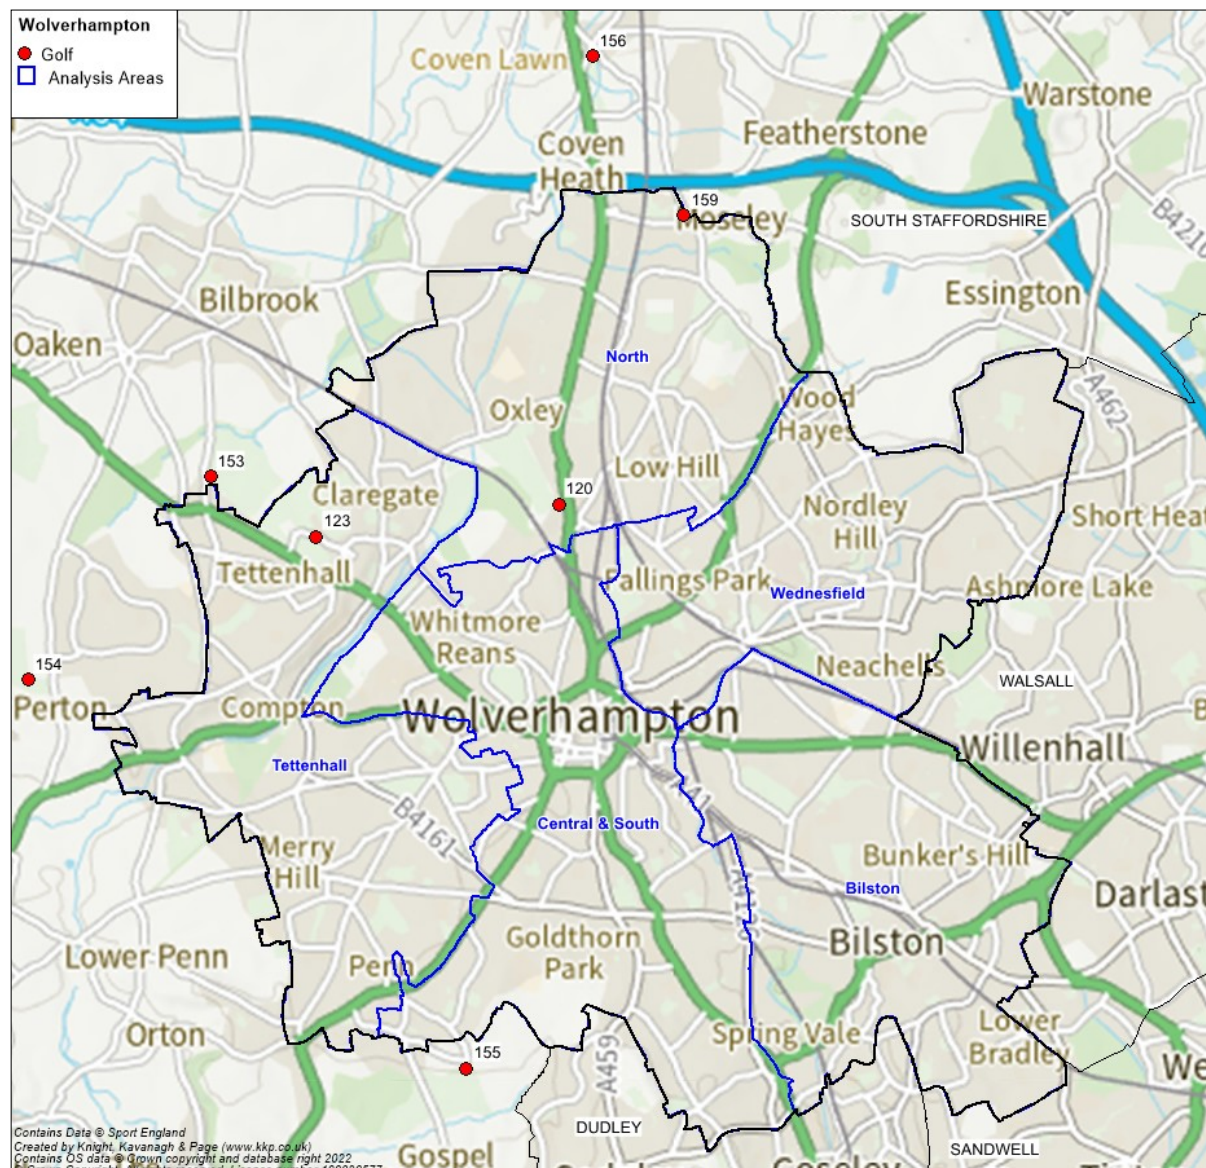 Wolverhampton
Golf
Analysis Areas
156
Coven Lawn
Warstone
Featherstone
Coven
Heath
B4210
159
Moseley
SOUTH STAFFORDSHIRE
Essington
Bilbrook
Oaken
North
A462
Wood
Hayes
Oxley
Low Hill
153
Claregate
120
Nordley
Hill
Short Heat
123
Tettenhall
Fallings Park
Wednesfield
Ashmore Lake
Whitmore
Reans
Neachells
WALSALL
154
Perton
Compton
Wolverhampton
Willenhall
Tettenhall
A41
B4161
Central & South
Merry
Hill
Bunker's Hill
Bilston
Darlast
Goldthorn
Park
Bilston
Lower Penn
Penn
Orton
Spring Vale
Lower
Bradley
155
A459
We
DUDLEY
SANDWELL
Contains Data © Sport England
Created by Knight, Kavanagh & Page (www.kkp.co.uk)
Contains OS data © Crown copyright and database right 2022
Gospel
Coseley